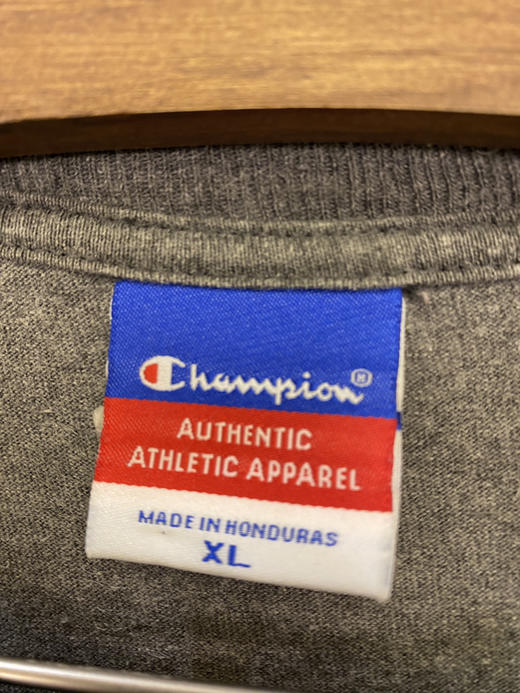 Champion
AUTHENTIC
ATHLETIC APPAREL
MADE IN HONDURAS
XL